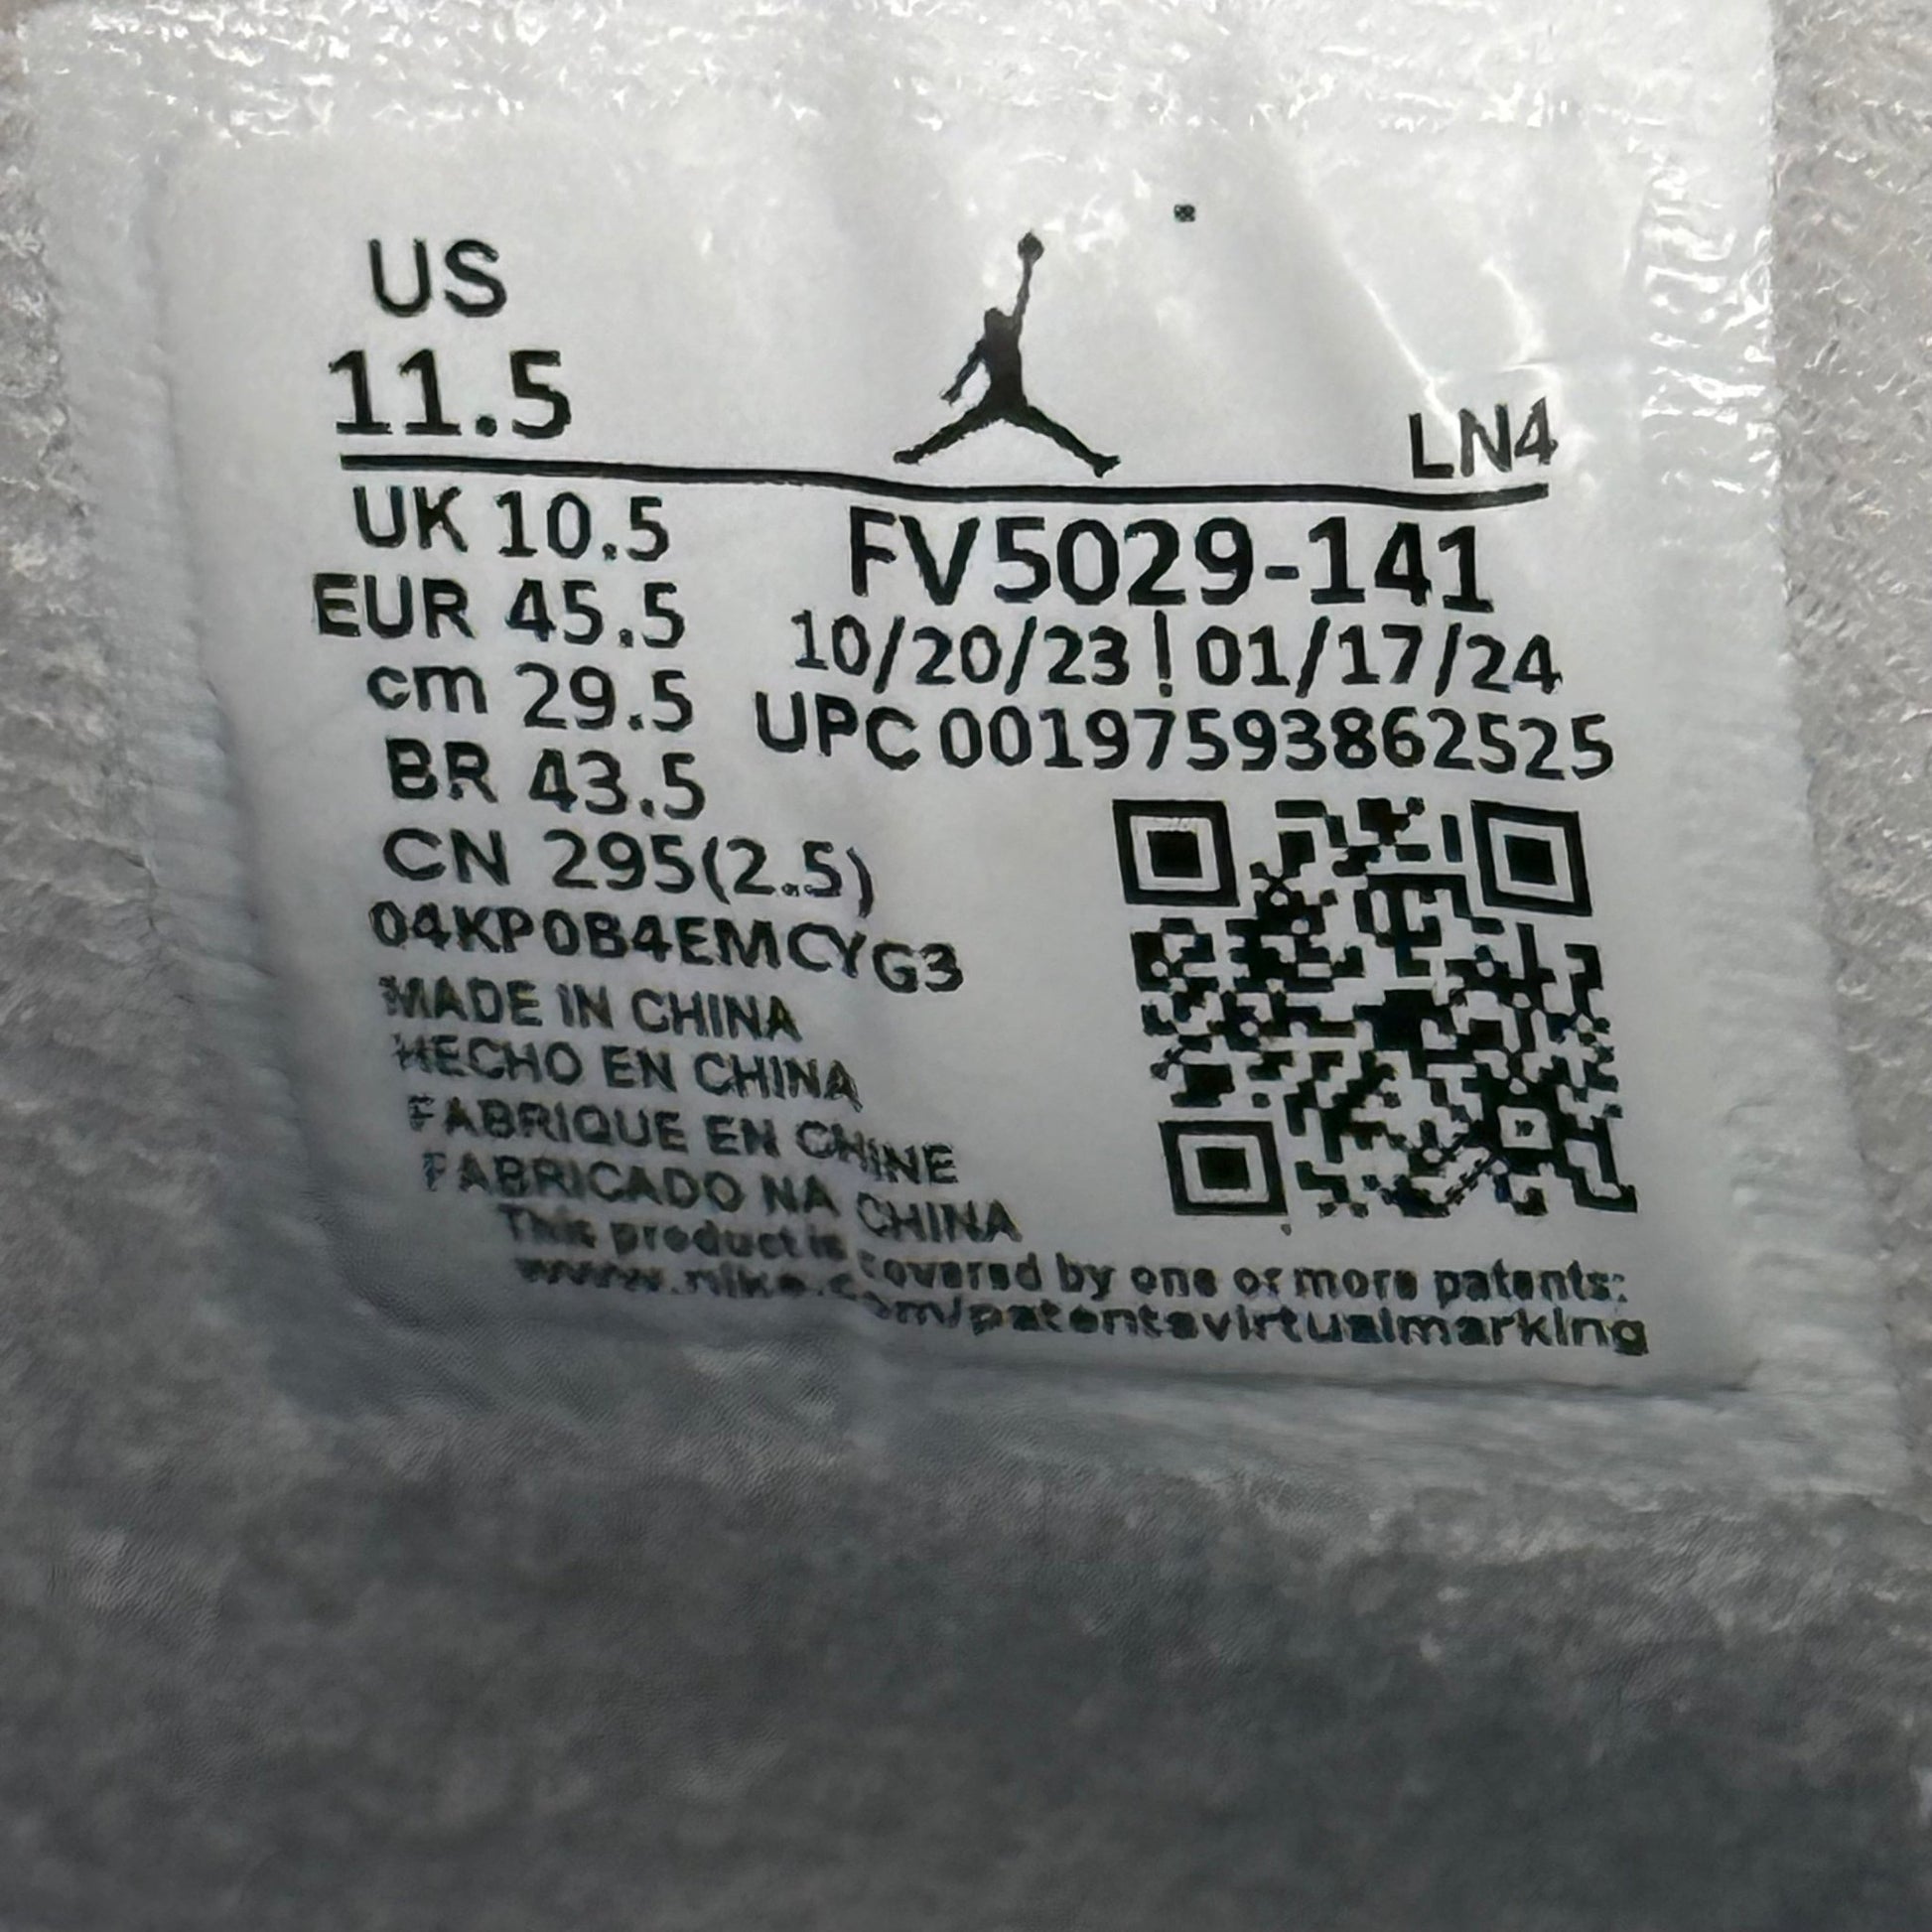 US
11.5
LN4
UK 10.5
EUR 45.5
cm 29.5
BR 43.5
CN 295(2.5)
04KP0B4EMCYG3
FV5029-141
10/20/23 | 01/17/24
UPC 00197593862525
MADE IN CHINA
HECHO EN CHINA
FABRIQUE EN CHINE
FABRICADO NA CHINA
This product is covered by one or more patents:
www.nike.com/patentsvirtualmarking